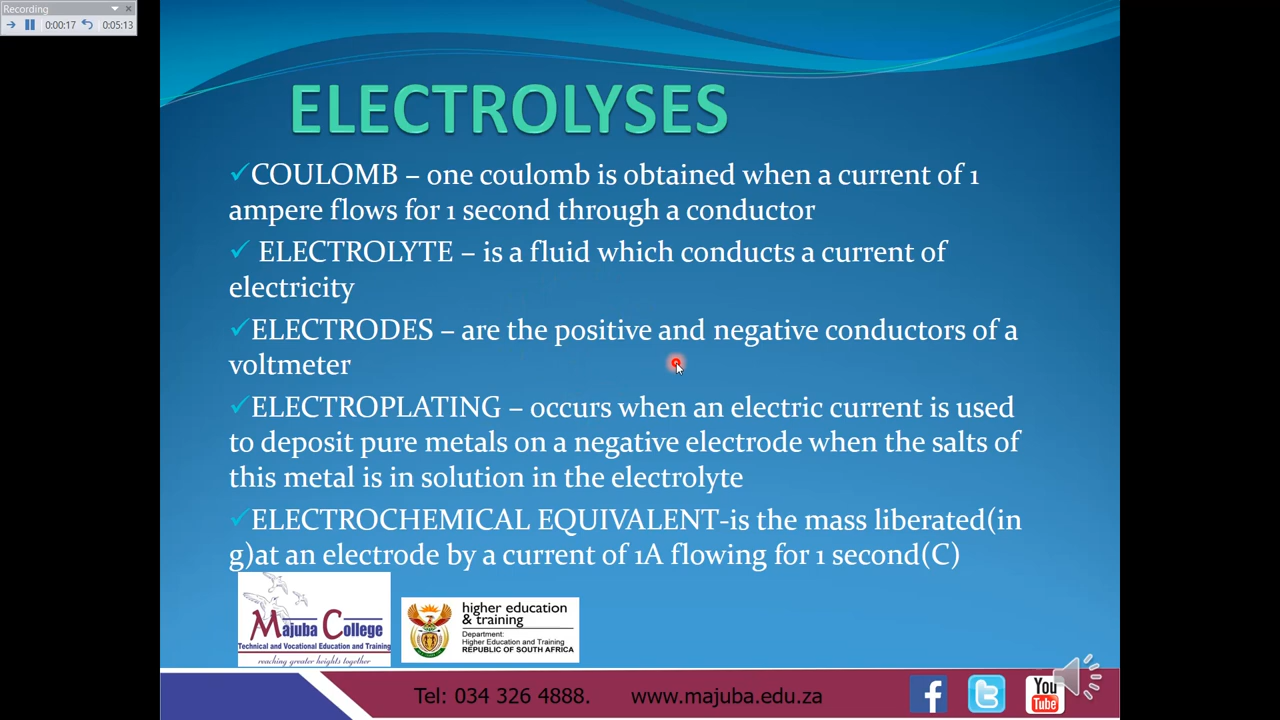 Recording
0:00:17 0:05:13
ELECTROLYSES
✓COULOMB – one coulomb is obtained when a current of 1
ampere flows for 1 second through a conductor
✓ ELECTROLYTE – is a fluid which conducts a current of
electricity
✓ELECTRODES – are the positive and negative conductors of a
voltmeter
✓ELECTROPLATING – occurs when an electric current is used
to deposit pure metals on a negative electrode when the salts of
this metal is in solution in the electrolyte
✓ELECTROCHEMICAL EQUIVALENT-is the mass liberated(in
g)at an electrode by a current of 1A flowing for 1 second(C)
Majuba College
Technical and Vocational Education and Training
reaching greater heights together
higher education
& training
Department:
Higher Education and Training
REPUBLIC OF SOUTH AFRICA
Tel: 034 326 4888. www.majuba.edu.za
You
Tube